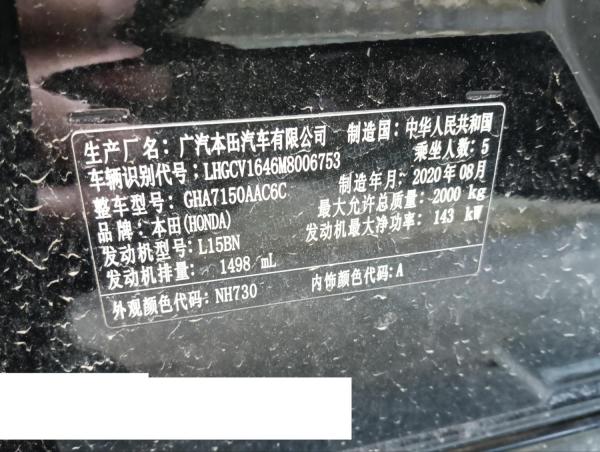 生产厂名：广汽本田汽车有限公司 制造国：中华人民共和国
车辆识别代号：LHGCV1646M8006753 乘坐人数：5
整车型号：GHA7150AAC6C 制造年月：2020年08月
品牌：本田(HONDA) 最大允许总质量：2000 kg
发动机型号：L15BN 发动机最大净功率：143 kW
发动机排量： 1498 mL
外观颜色代码：NH730 内饰颜色代码：A